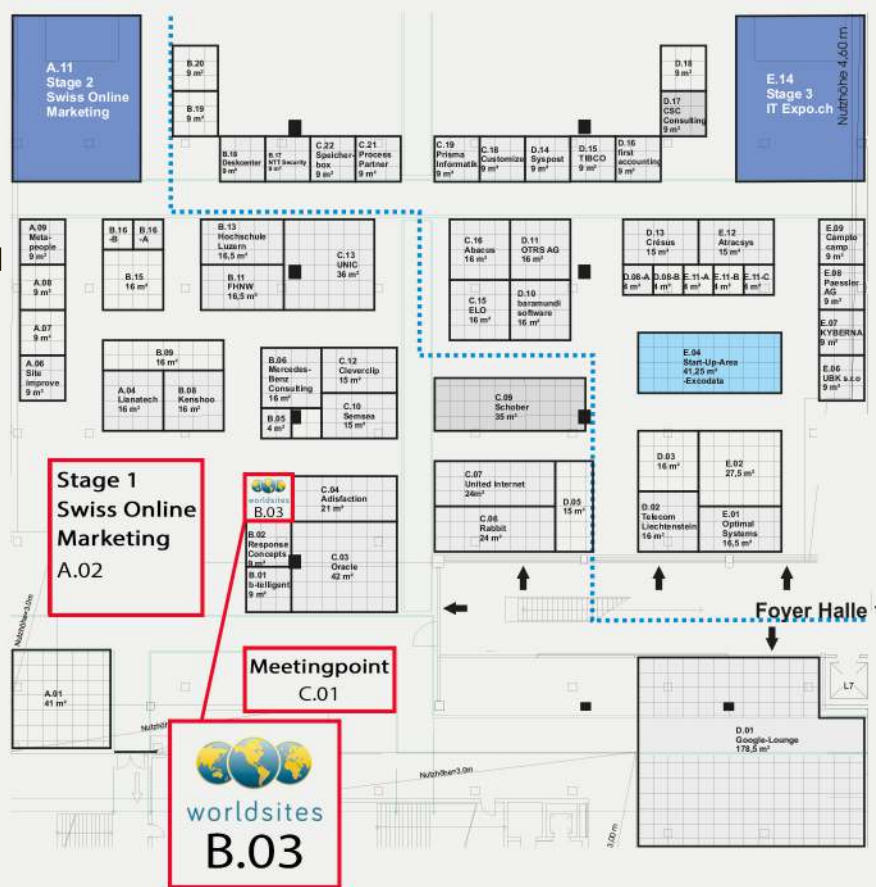 A.11
Stage 2
Swiss Online
Marketing
B.20
9 m²
B.19
9 m²
B.18
Deskcenter
9 m²
B.17
NTT Security
9 m²
C.22
Speicher-
box
9 m²
C.21
Process
Partner
9 m²
C.19
Prisma
Informatik
9 m²
C.18
Customize
9 m²
D.14
Syspost
9 m²
D.15
TIBCO
9 m²
D.16
first
accounting
9 m²
D.18
9 m²
D.17
CSC
Consulting
9 m²
E.14
Stage 3
IT Expo.ch
Nutzhöhe 4,60 m
A.09
Meta-
people
9 m²
A.08
9 m²
A.07
9 m²
A.06
Site
improve
9 m²
B.16
-B
B.16
-A
B.15
16 m²
B.13
Hochschule
Luzern
16,5 m²
B.11
FHNW
16,5 m²
C.13
UNIC
36 m²
C.16
Abacus
16 m²
D.11
OTRS AG
16 m²
C.15
ELO
16 m²
D.10
baramundi
software
16 m²
D.13
Crésus
15 m²
E.12
Atracsys
15 m²
D.08-A
4 m²
D.08-B
4 m²
E.11-A
4 m²
E.11-B
4 m²
E.11-C
4 m²
E.09
Campto
camp
9 m²
E.08
Paessler
AG
9 m²
E.07
KYBERNA
9 m²
E.06
UBK s.r.o
9 m²
B.09
16 m²
A.04
Lianatech
16 m²
B.08
Kenshoo
16 m²
B.06
Mercedes-
Benz
Consulting
16 m²
B.05
4 m²
C.12
Cleverclip
15 m²
C.10
Semsea
15 m²
C.09
Schober
35 m²
E.04
Start-Up-Area
41,25 m²
-Excodata
Stage 1
Swiss Online
Marketing
A.02
worldsites
B.03
C.04
Adisfaction
21 m²
B.02
Response
Concepts
9 m²
B.01
b-telligent
9 m²
C.03
Oracle
42 m²
C.07
United Internet
24m²
C.06
Rabbit
24 m²
D.05
15 m²
D.03
16 m²
D.02
Telecom
Liechtenstein
16 m²
E.02
27,5 m²
E.01
Optimal
Systems
16,5 m²
Nutzhöhe=3.0m
Foyer Halle 1
A.01
41 m²
Meetingpoint
C.01
L7
D.01
Google-Lounge
178,5 m²
Nutzhöhe=3.0m
3,00 m
worldsites
B.03